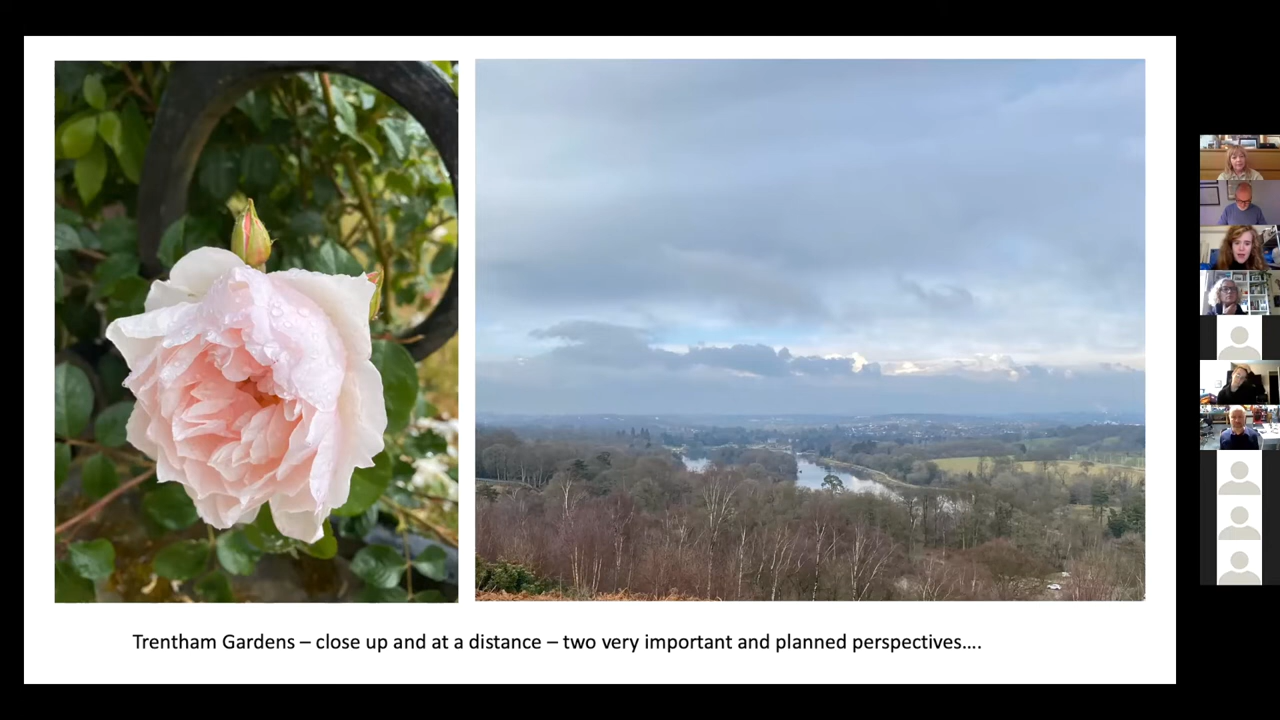 Trentham Gardens – close up and at a distance – two very important and planned perspectives….